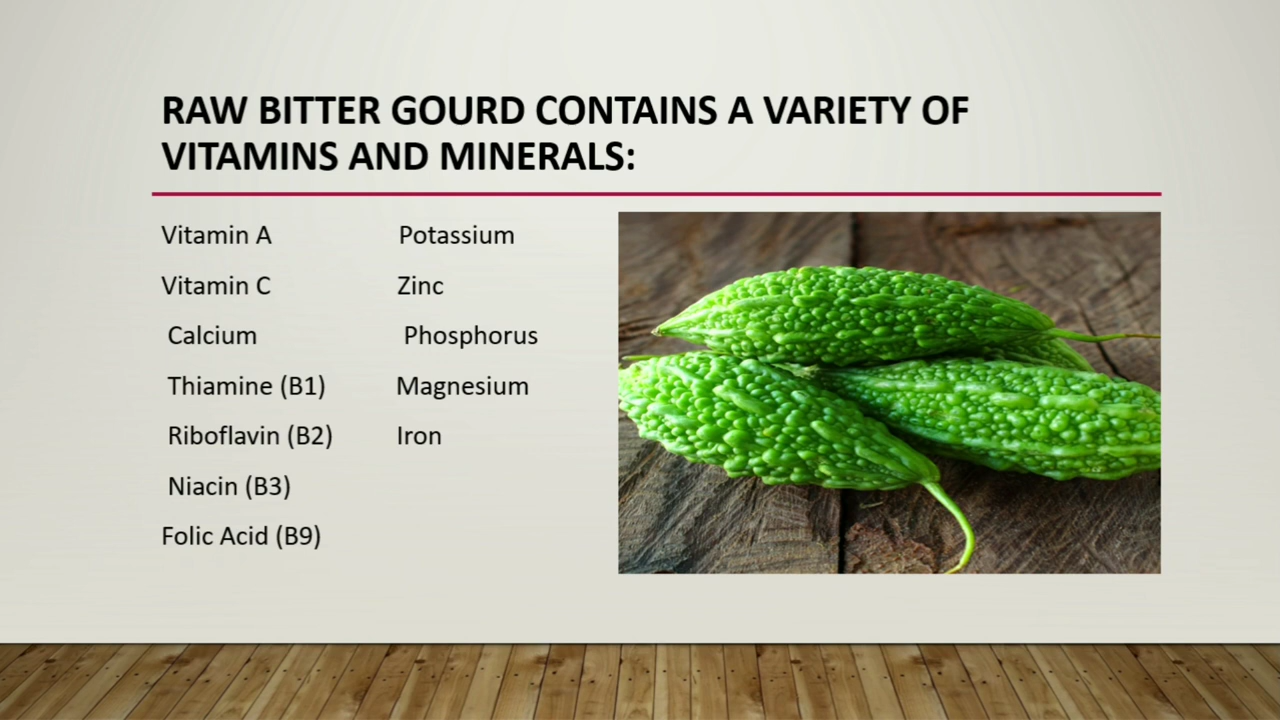 RAW BITTER GOURD CONTAINS A VARIETY OF
VITAMINS AND MINERALS:
Vitamin A Potassium
Vitamin C Zinc
Calcium Phosphorus
Thiamine (B1) Magnesium
Riboflavin (B2) Iron
Niacin (B3)
Folic Acid (B9)